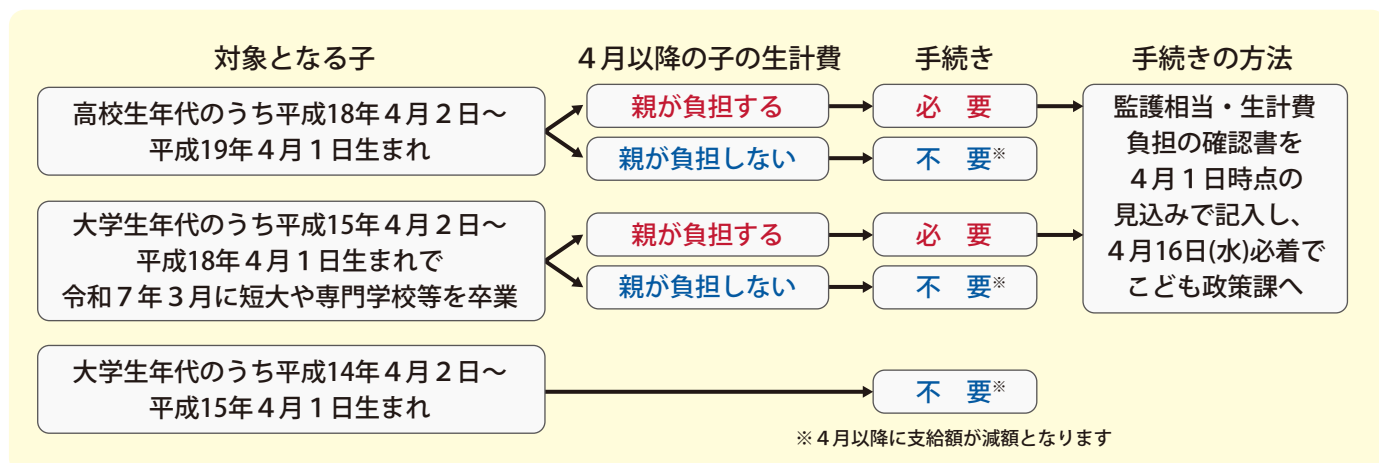 対象となる子
４月以降の子の生計費
手続き
手続きの方法
高校生年代のうち平成18年４月２日～
平成19年４月１日生まれ
親が負担する
必　要
親が負担しない
不　要※
監護相当・生計費
負担の確認書を
４月１日時点の
見込みで記入し、
４月16日(水)必着で
こども政策課へ
大学生年代のうち平成15年４月２日～
平成18年４月１日生まれで
令和７年３月に短大や専門学校等を卒業
親が負担する
必　要
親が負担しない
不　要※
大学生年代のうち平成14年４月２日～
平成15年４月１日生まれ
不　要※
※４月以降に支給額が減額となります